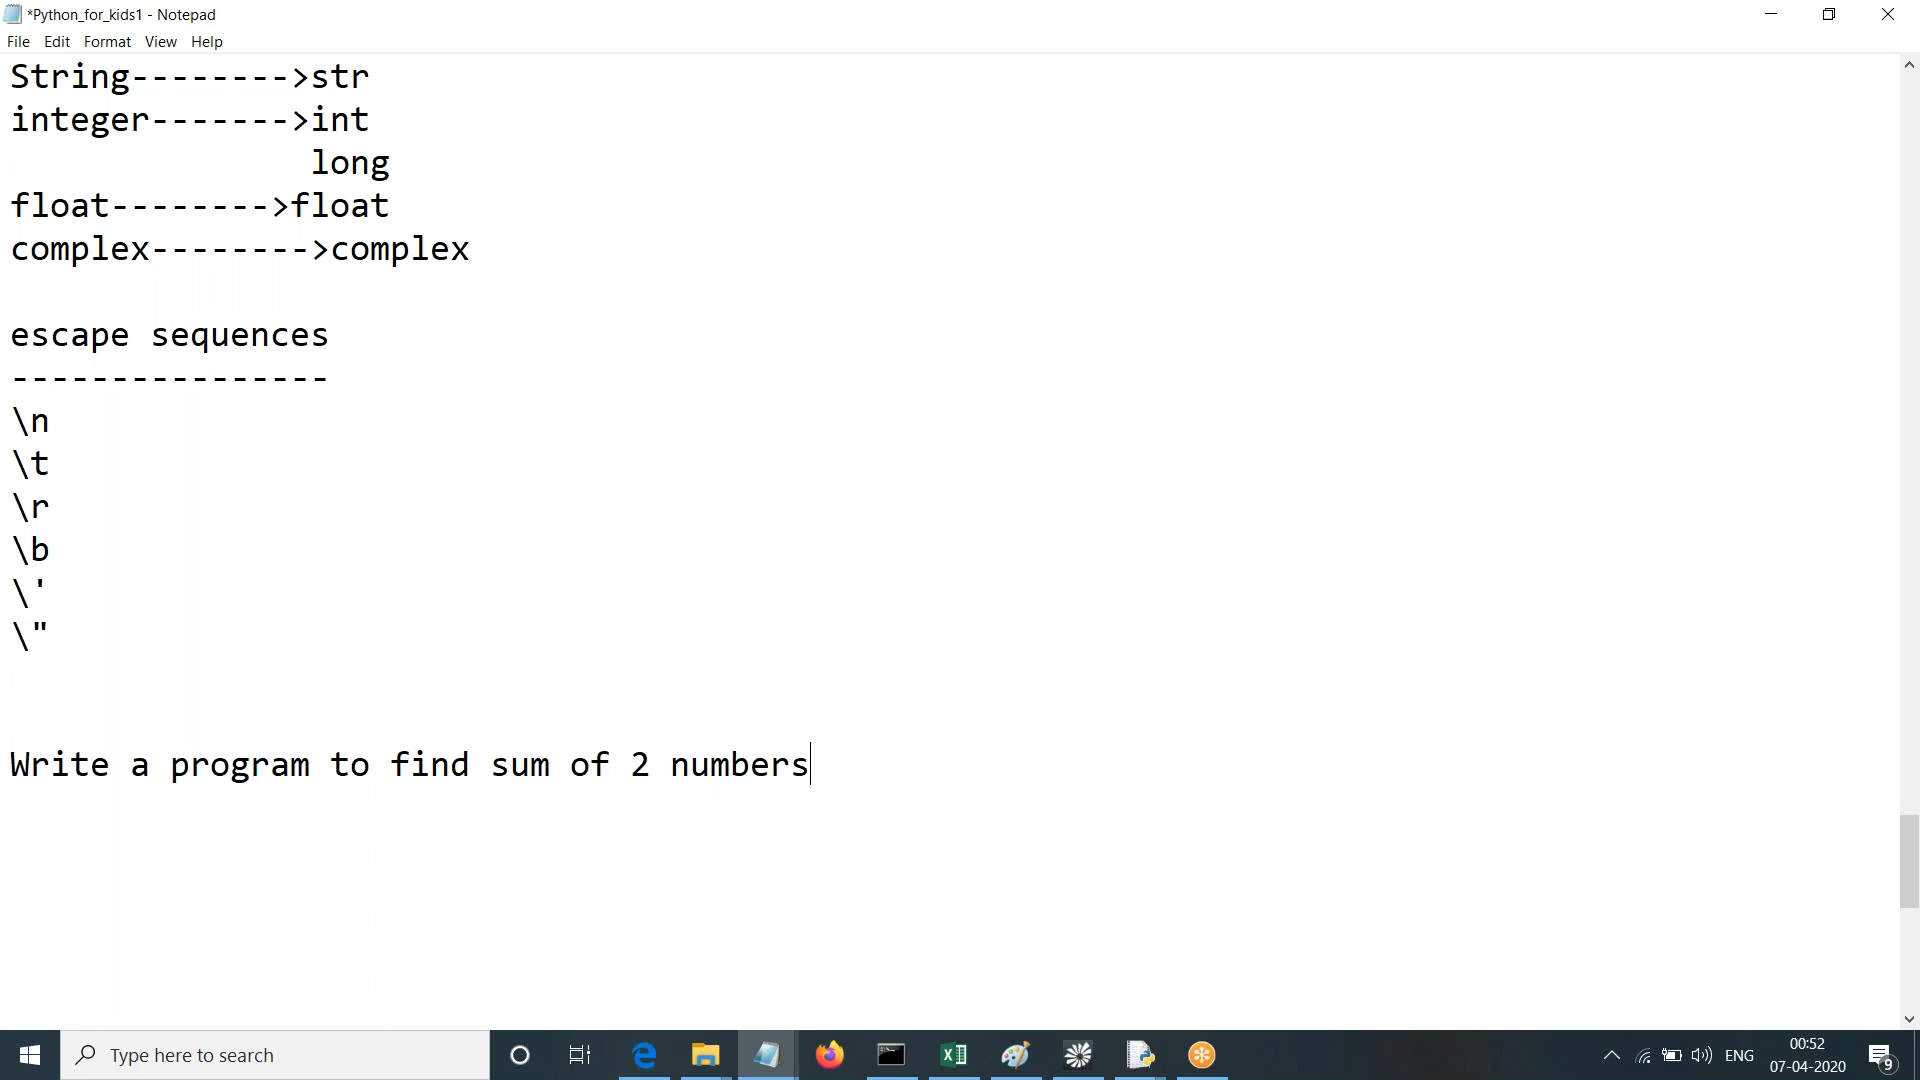 *Python_for_kids1 - Notepad
File Edit Format View Help
String-------->str
integer------->int
long
float-------->float
complex-------->complex
escape sequences
----------------
\n
\t
\r
\b
\'
\"
Write a program to find sum of 2 numbers
Type here to search
ENG
00:52
07-04-2020
9